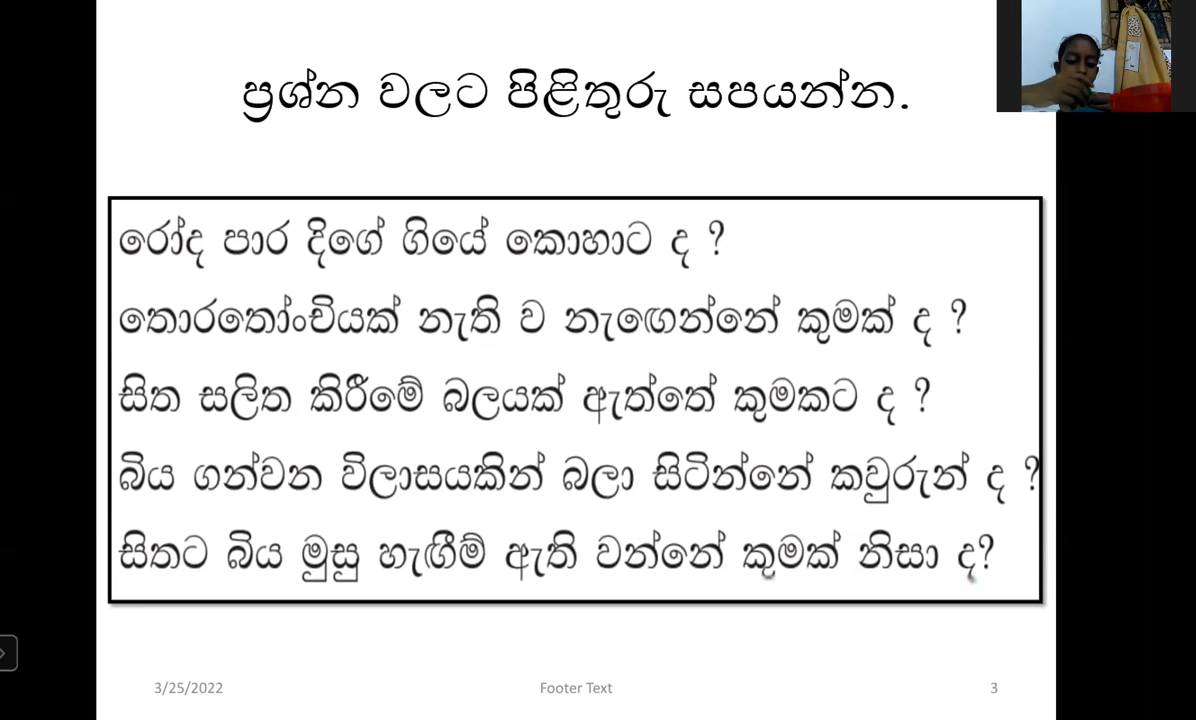 ප්‍රශ්න වලට පිළිතුරු සපයන්න.
රෝද පාර දිගේ ගියේ කොහාට ද ?
තොරතෝංචියක් නැති ව නැඟෙන්නේ කුමක් ද ?
සිත සලිත කිරීමේ බලයක් ඇත්තේ කුමකට ද ?
බිය ගන්වන විලාසයකින් බලා සිටින්නේ කවුරුන් ද ?
සිතට බිය මුසු හැඟීම් ඇති වන්නේ කුමක් නිසා ද?
3/25/2022
Footer Text
3